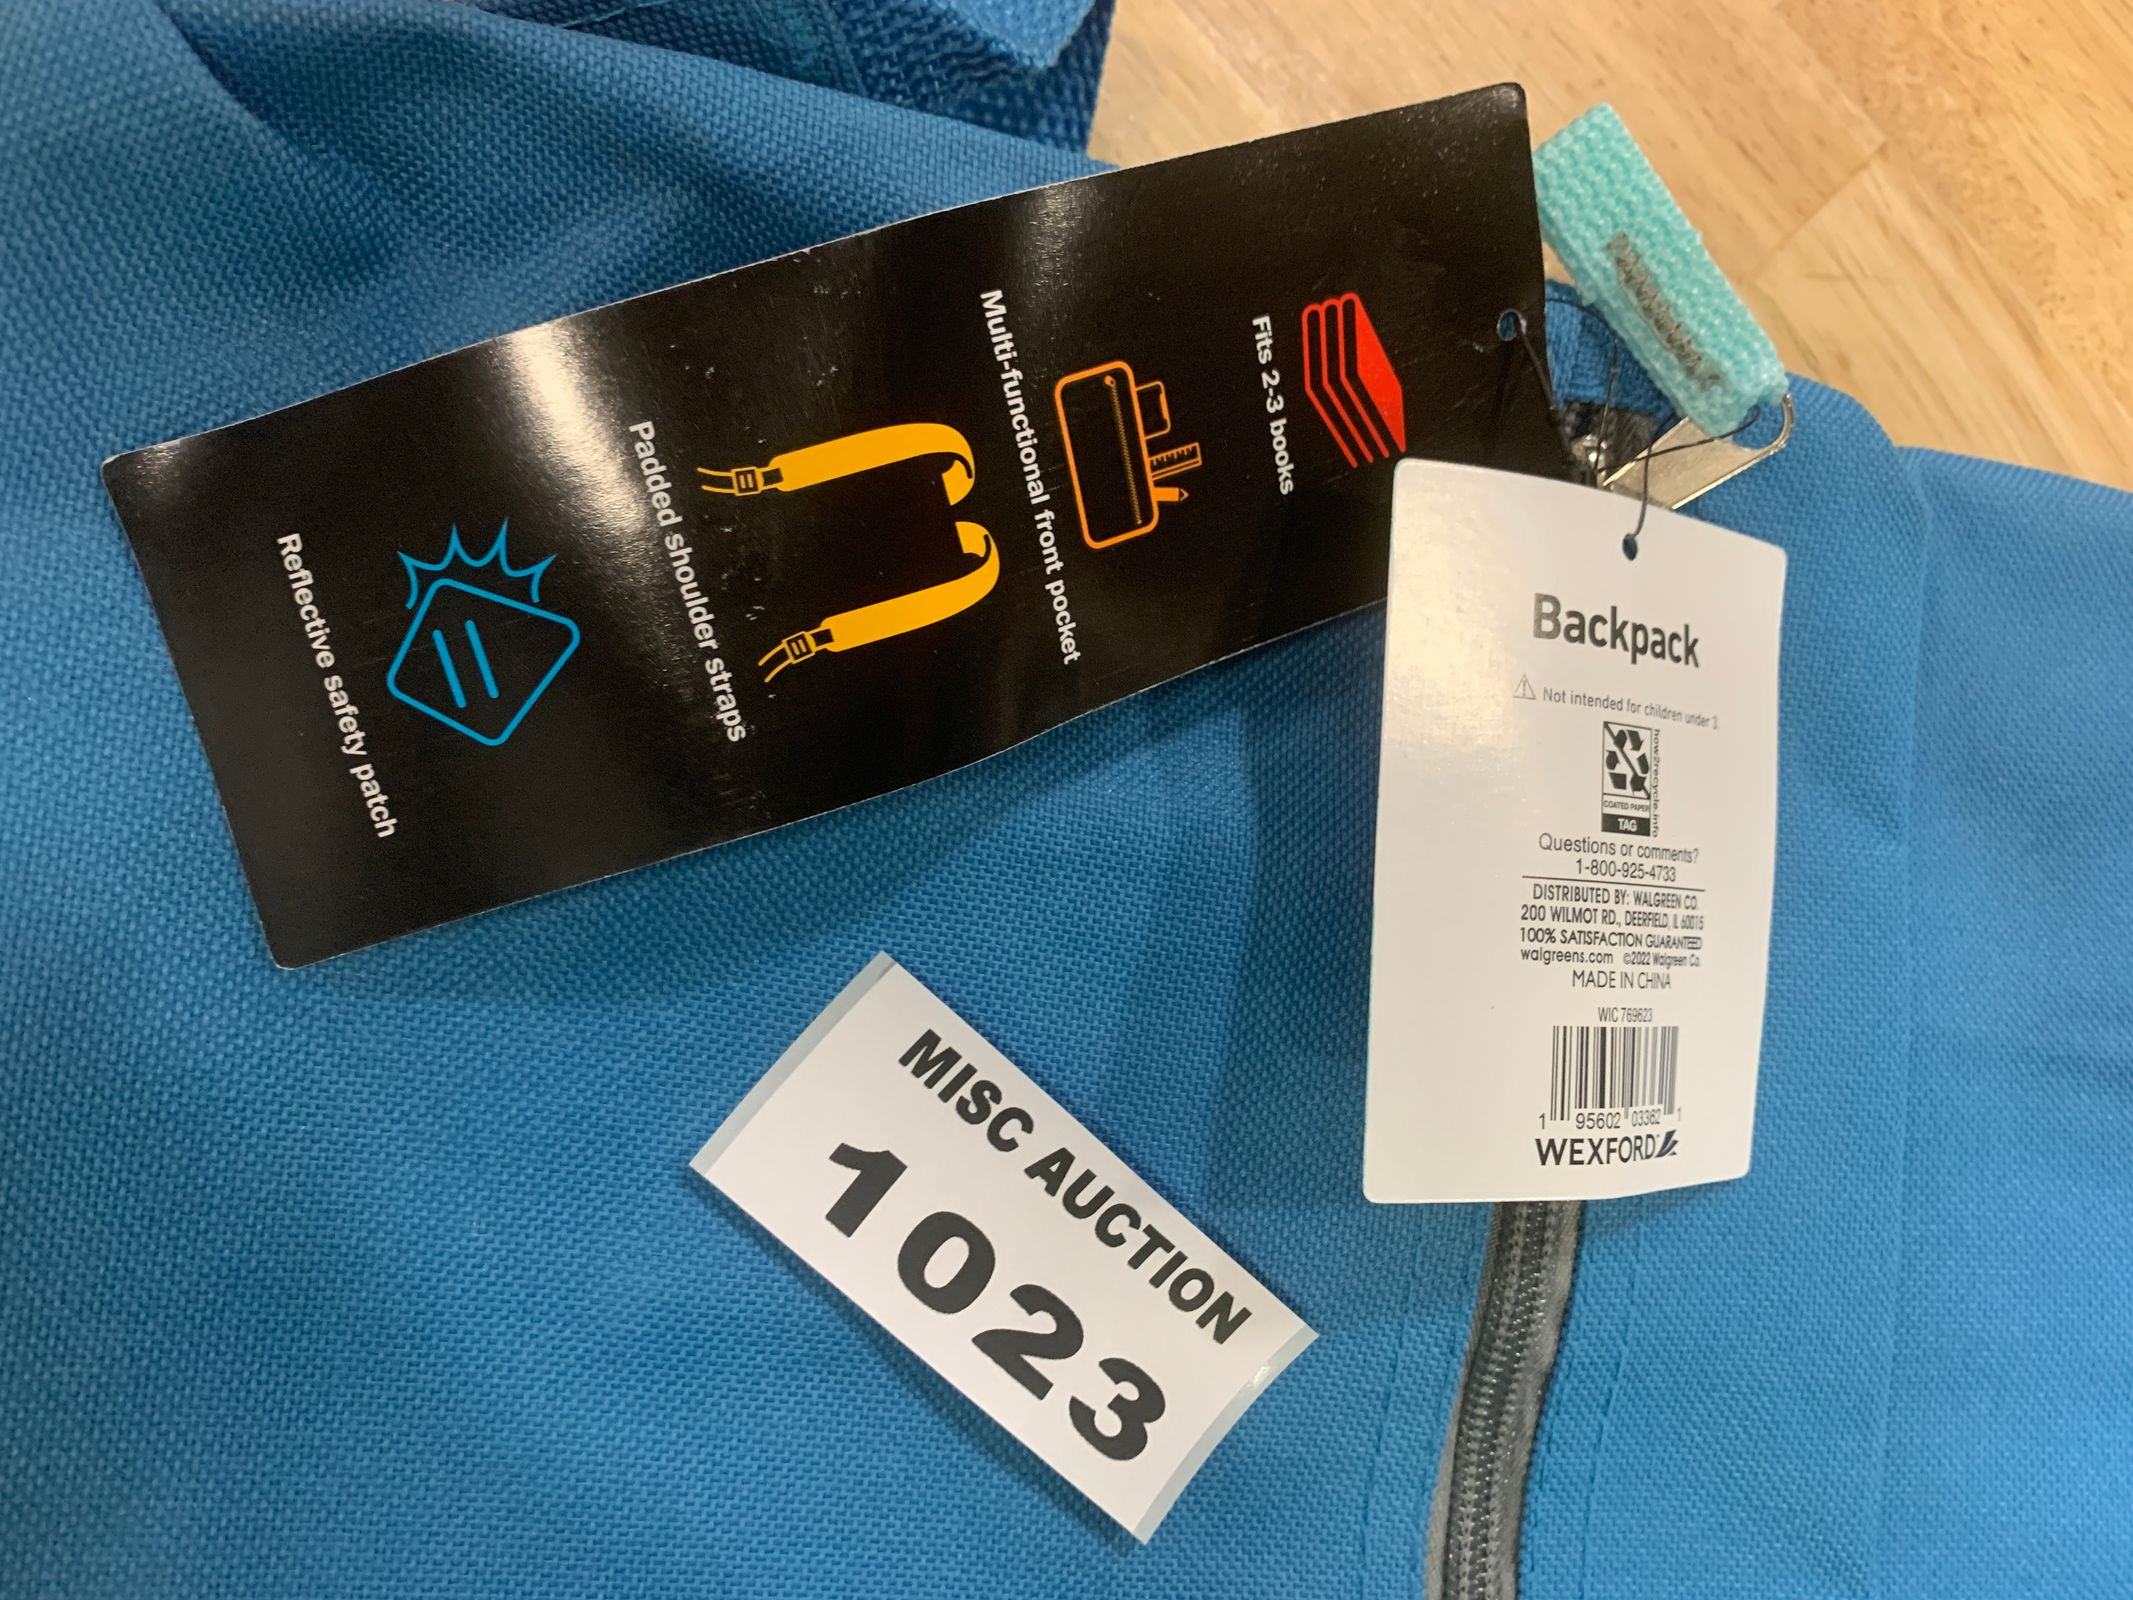 Fits 2-3 books
Multi-functional front pocket
Padded shoulder straps
Reflective safety patch
Backpack
Not intended for children under 3.
how2recycle.info
COATED PAPER
TAG
Questions or comments?
1-800-925-4733
DISTRIBUTED BY: WALGREEN CO.
200 WILMOT RD., DEERFIELD, IL 60015
100% SATISFACTION GUARANTEED
walgreens.com ©2022 Walgreen Co.
MADE IN CHINA
WIC 769623
1 95602 03362 1
WEXFORD
MISC AUCTION
1023